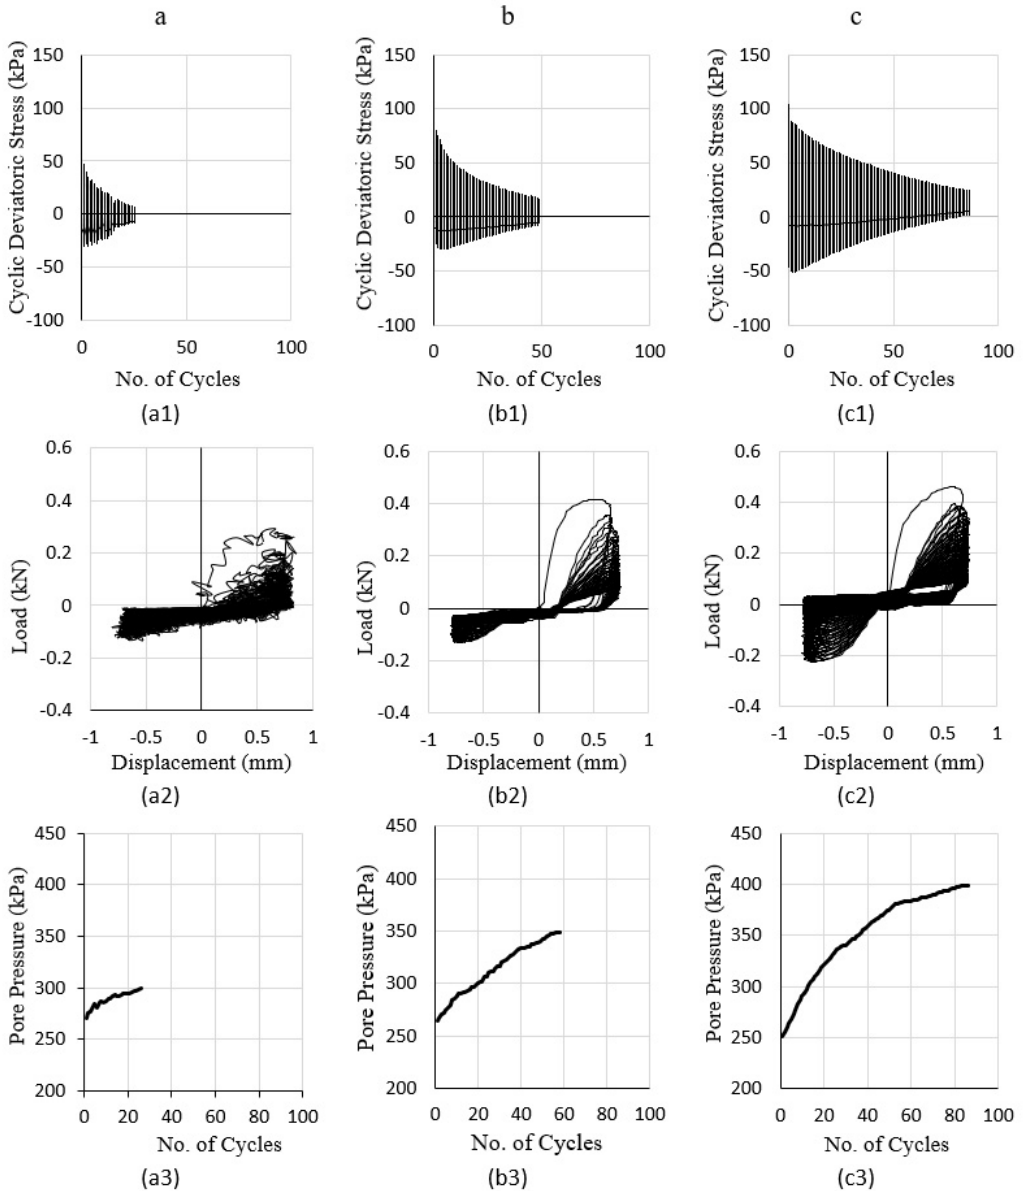 a b c
Cyclic Deviatoric Stress (kPa)
150
100
50
0
-50
-100
0 50 100
No. of Cycles
(a1)
Cyclic Deviatoric Stress (kPa)
150
100
50
0
-50
-100
0 50 100
No. of Cycles
(b1)
Cyclic Deviatoric Stress (kPa)
150
100
50
0
-50
-100
0 50 100
No. of Cycles
(c1)
Load (kN)
0.6
0.4
0.2
0
-0.2
-0.4
-1 -0.5 0 0.5 1
Displacement (mm)
(a2)
Load (kN)
0.6
0.4
0.2
0
-0.2
-0.4
-1 -0.5 0 0.5 1
Displacement (mm)
(b2)
Load (kN)
0.6
0.4
0.2
0
-0.2
-0.4
-1 -0.5 0 0.5 1
Displacement (mm)
(c2)
Pore Pressure (kPa)
450
400
350
300
250
200
0 20 40 60 80 100
No. of Cycles
(a3)
Pore Pressure (kPa)
450
400
350
300
250
200
0 20 40 60 80 100
No. of Cycles
(b3)
Pore Pressure (kPa)
450
400
350
300
250
200
0 20 40 60 80 100
No. of Cycles
(c3)